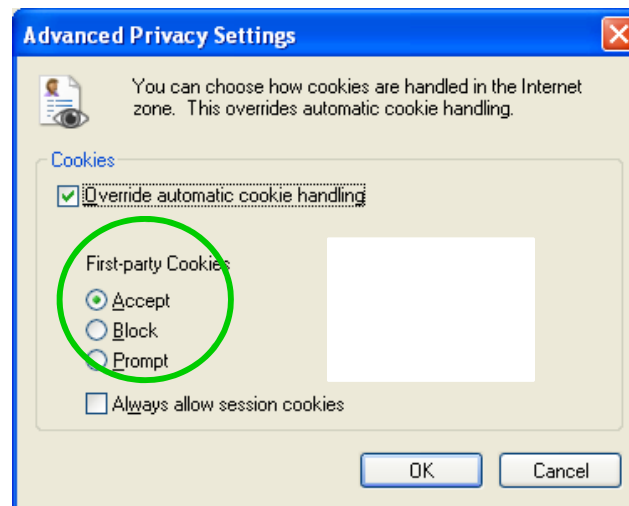 Advanced Privacy Settings
You can choose how cookies are handled in the Internet
zone. This overrides automatic cookie handling.
Cookies
Override automatic cookie handling
First-party Cookies
Accept
Block
Prompt
Always allow session cookies
OK
Cancel